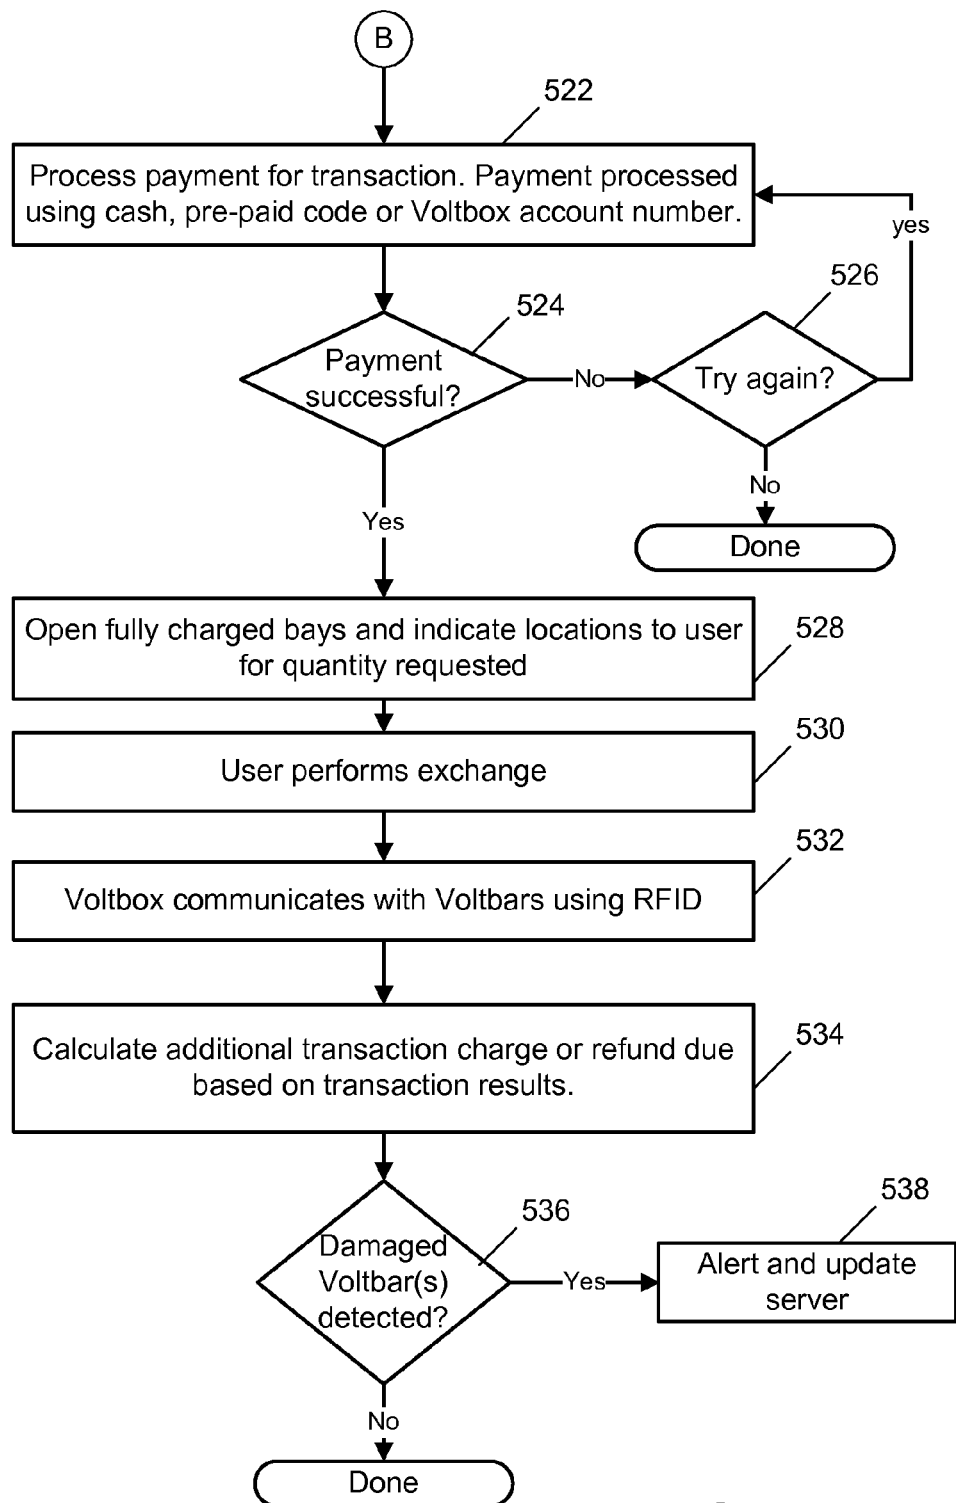 B
522
Process payment for transaction. Payment processed
using cash, pre-paid code or Voltbox account number.
yes
526
524
Payment
successful?
No
Try again?
No
Yes
Done
Open fully charged bays and indicate locations to user
for quantity requested
528
530
User performs exchange
532
Voltbox communicates with Voltbars using RFID
Calculate additional transaction charge or refund due
based on transaction results.
534
538
536
Damaged
Voltbar(s)
detected?
Yes
Alert and update
server
No
Done